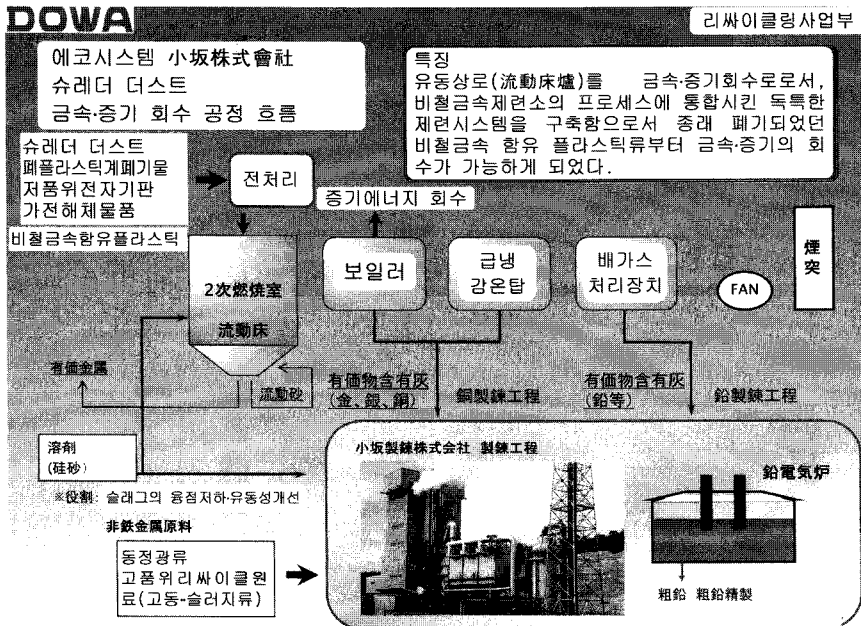 DOWA
리싸이클링사업부
에코시스템 小坂株式會社
슈레더 더스트
금속·증기 회수 공정 흐름
특징
유동상로(流動床爐)를 금속·증기회수로로서,
비철금속제련소의 프로세스에 통합시킨 독특한
제련시스템을 구축함으로서 종래 폐기되었던
비철금속 함유 플라스틱류부터 금속·증기의 회
수가 가능하게 되었다.
슈레더 더스트
폐플라스틱계폐기물
저품위전자기판
가전해체물품
비철금속함유플라스틱
전처리
증기에너지 회수
2次燃焼室
流動床
보일러
급냉
감온탑
배가스
처리장치
FAN
煙突
有価金属
流動砂
有価物含有灰
(金、銀、銅)
銅製錬工程
有価物含有灰
(鉛等)
鉛製錬工程
溶剤
(硅砂)
※役割: 슬래그의 융점저하·유동성개선
小坂製錬株式会社 製錬工程
鉛電気炉
粗鉛 粗鉛精製
非鉄金属原料
동정광류
고품위리싸이클원
료(고동-슬러지류)